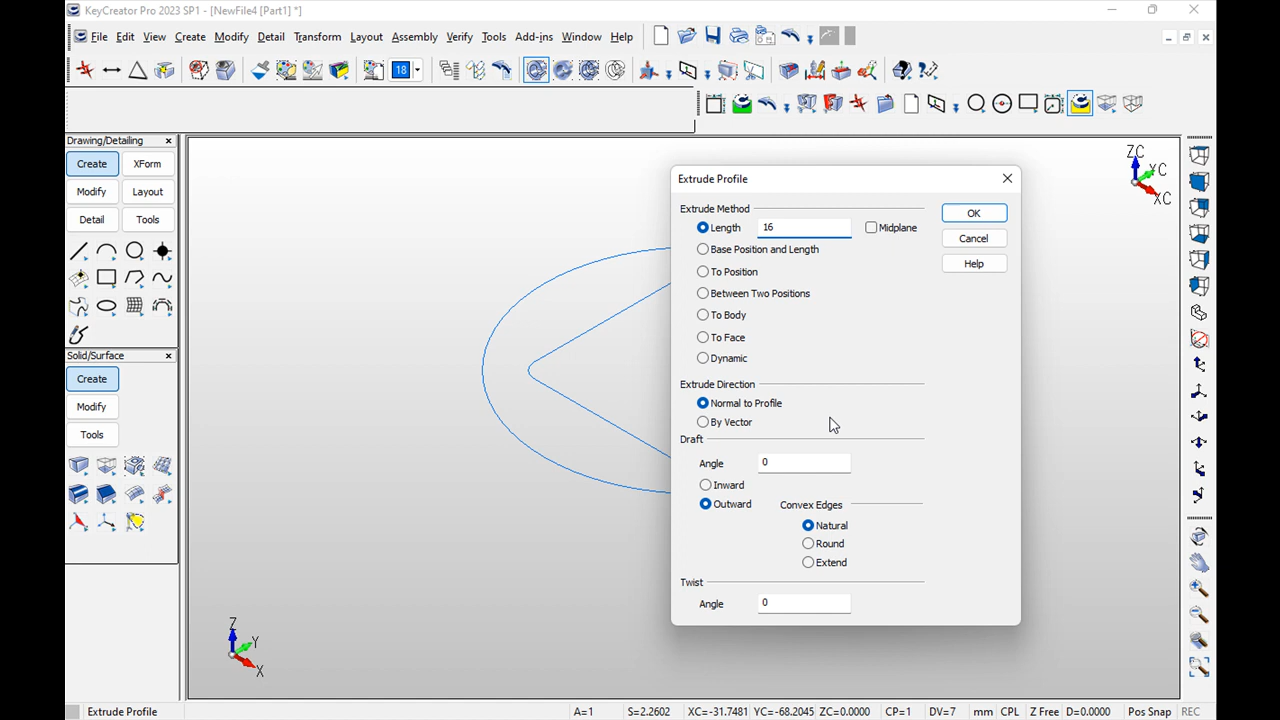 KeyCreator Pro 2023 SP1 - [NewFile4 [Part1] *]
File Edit View Create Modify Detail Transform Layout Assembly Verify Tools Add-ins Window Help
18
Drawing/Detailing
Create XForm
Modify Layout
Detail Tools
Solid/Surface
Create
Modify
Tools
ZC
YC
XC
Extrude Profile
Extrude Method
Length 16 Midplane
Base Position and Length
To Position
Between Two Positions
To Body
To Face
Dynamic
OK
Cancel
Help
Extrude Direction
Normal to Profile
By Vector
Draft
Angle 0
Inward
Outward
Convex Edges
Natural
Round
Extend
Twist
Angle 0
Z
Y
X
Extrude Profile A=1 S=2.2602 XC=-31.7481 YC=-68.2045 ZC=0.0000 CP=1 DV=7 mm CPL Z Free D=0.0000 Pos Snap REC